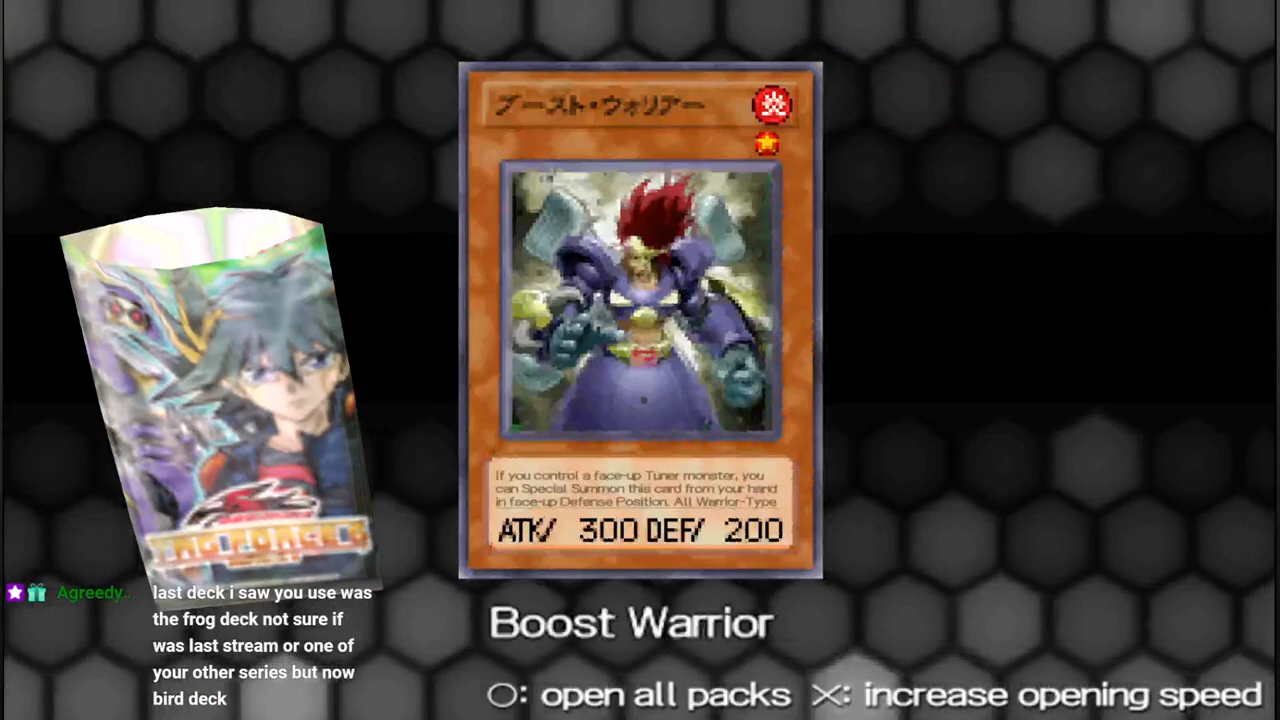 ブースト・ウォリアー
炎
If you control a face-up Tuner monster, you
can Special Summon this card from your hand
in face-up Defense Position. All Warrior-Type
ATK/ 300 DEF/ 200
Agreedy... last deck i saw you use was
the frog deck not sure if
was last stream or one of
your other series but now
bird deck
Boost Warrior
○: open all packs ✕: increase opening speed